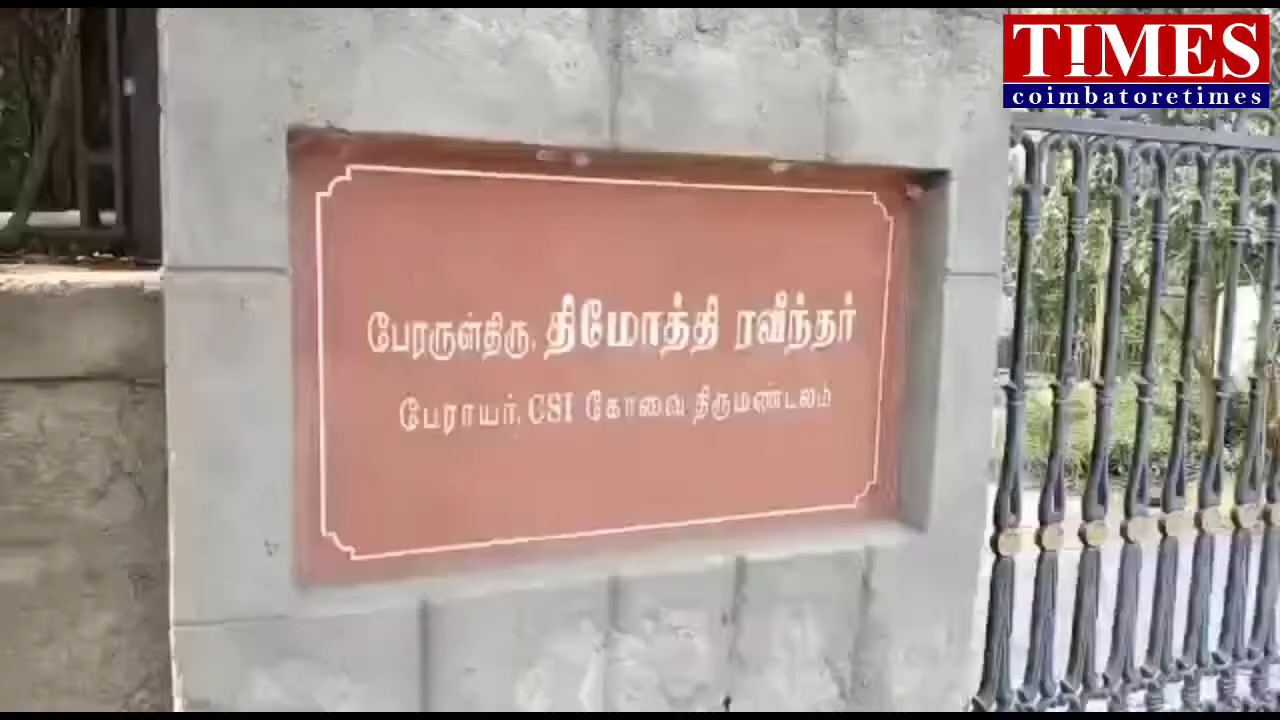 TIMES
coimbatoretimes
பேரருள்திரு. திமோத்தி ரவீந்தர்
பேராயர், CSI கோவை திருமண்டலம்